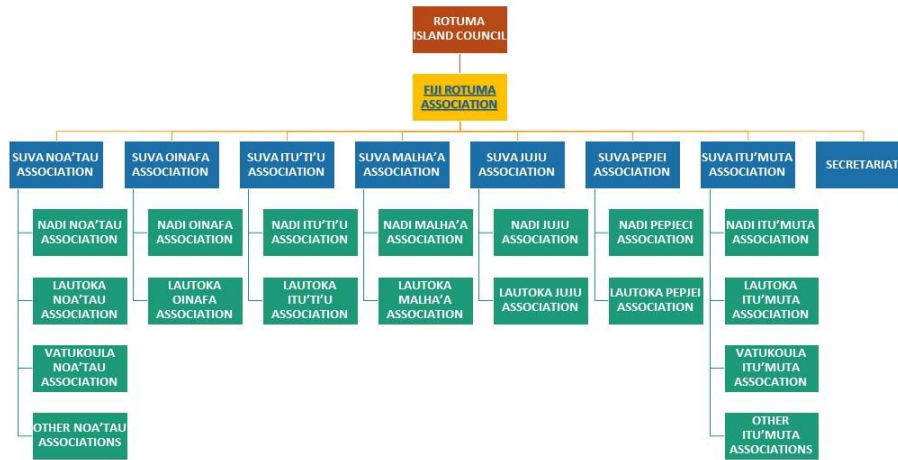 ROTUMA
ISLAND COUNCIL
FIJI ROTUMA
ASSOCIATION
SUVA NOA'TAU
ASSOCIATION
SUVA OINAFA
ASSOCIATION
SUVA ITU'TI'U
ASSOCIATION
SUVA MALHA'A
ASSOCIATION
SUVA JUJU
ASSOCIATION
SUVA PEPJEI
ASSOCIATION
SUVA ITU'MUTA
ASSOCIATION
SECRETARIAT
NADI NOA'TAU
ASSOCIATION
NADI OINAFA
ASSOCIATION
NADI ITU'TI'U
ASSOCIATION
NADI MALHA'A
ASSOCIATION
NADI JUJU
ASSOCIATION
NADI PEPJECI
ASSOCIATION
NADI ITU'MUTA
ASSOCIATION
LAUTOKA
NOA'TAU
ASSOCIATION
LAUTOKA
OINAFA
ASSOCIATION
LAUTOKA
ITU'TI'U
ASSOCIATION
LAUTOKA
MALHA'A
ASSOCIATION
LAUTOKA JUJU
ASSOCIATION
LAUTOKA PEPJEI
ASSOCIATION
LAUTOKA
ITU'MUTA
ASSOCIATION
VATUKOULA
NOA'TAU
ASSOCIATION
VATUKOULA
ITU'MUTA
ASSOCATION
OTHER NOA'TAU
ASSOCIATIONS
OTHER
ITU'MUTA
ASSOCIATIONS